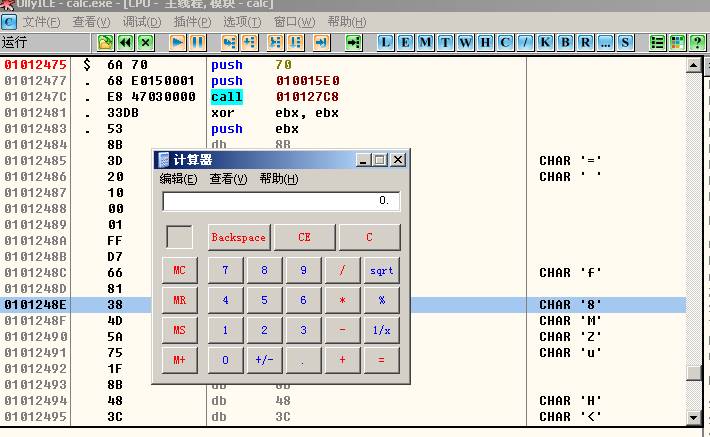 OllyICE - calc.exe - [CPU - 主线程, 模块 - calc]
C 文件(F) 查看(V) 调试(D) 插件(P) 选项(T) 窗口(W) 帮助(H)
运行 L E M T W H C / K B R ... S ?
01012475 $ 6A 70 push 70
01012477 . 68 E0150001 push 010015E0
0101247C . E8 47030000 call 010127C8
01012481 . 33DB xor ebx, ebx
01012483 . 53 push ebx
01012484 8B db 8B
01012485 3D CHAR '='
01012486 20 CHAR ' '
01012487 10
01012488 00
01012489 01
0101248A FF
0101248B D7
0101248C 66 CHAR 'f'
0101248D 81
0101248E 38 CHAR '8'
0101248F 4D CHAR 'M'
01012490 5A CHAR 'Z'
01012491 75 CHAR 'u'
01012492 1F
01012493 8B db 8B
01012494 48 db 48 CHAR 'H'
01012495 3C db 3C CHAR '<'
计算器
编辑(E) 查看(V) 帮助(H)
0.
Backspace CE C
MC 7 8 9 / sqrt
MR 4 5 6 * %
MS 1 2 3 - 1/x
M+ 0 +/- . + =